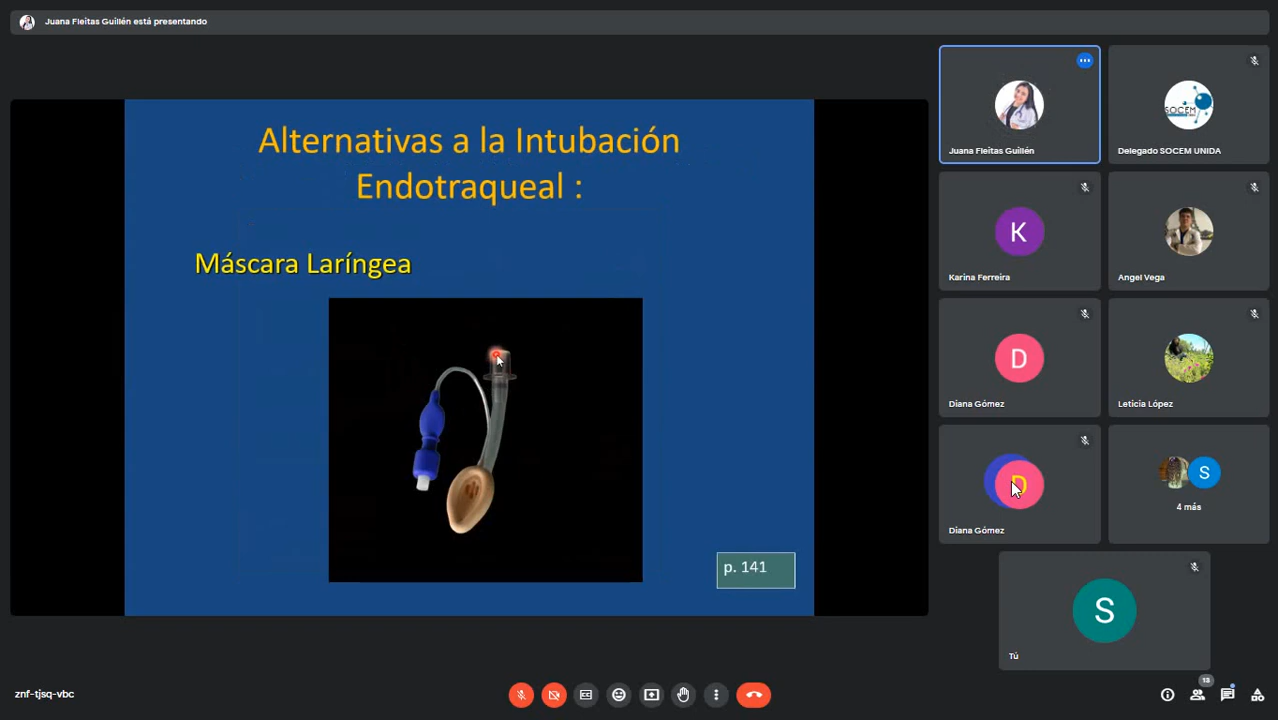 Juana Fleitas Guillén está presentando
Alternativas a la Intubación
Endotraqueal :
Máscara Laríngea
p. 141
Juana Fleitas Guillén
SOCEM
Delegado SOCEM UNIDA
K
Karina Ferreira
Angel Vega
D
Diana Gómez
Leticia López
D
Diana Gómez
S
4 más
S
Tú
znf-tjsq-vbc
13